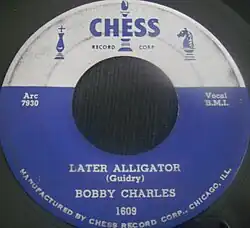 CHESS
RECORD CORP
Arc
7930
Vocal
B.M.I.
LATER ALLIGATOR
(Guidry)
BOBBY CHARLES
1609
MANUFACTURED BY CHESS RECORD CORP., CHICAGO, ILL.